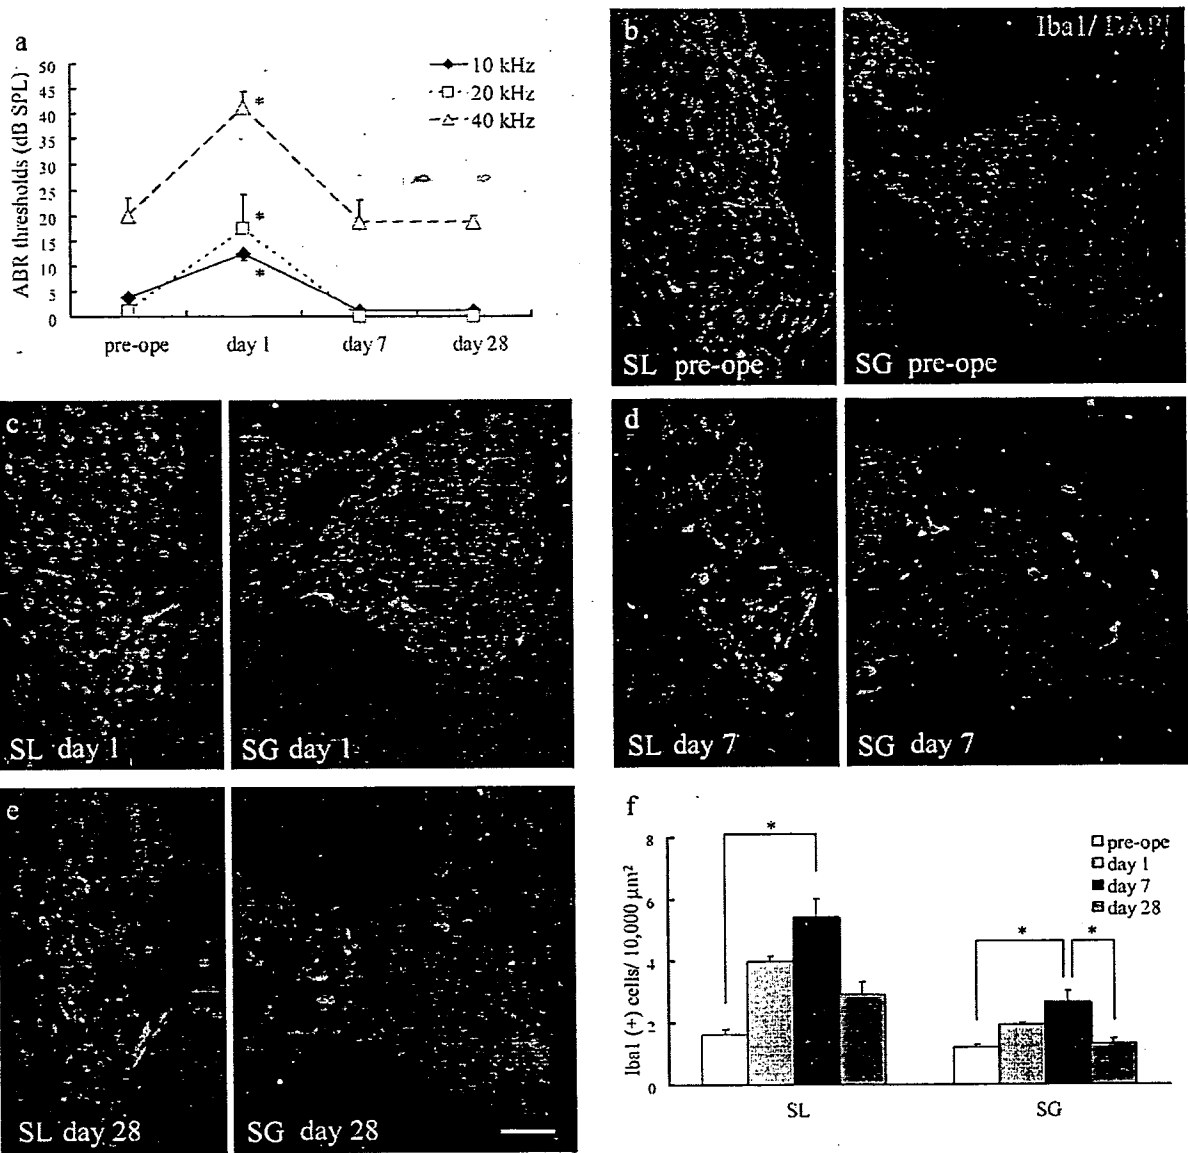 a
50
45
40
35
30
25
20
15
10
5
0
ABR thresholds (dB SPL)
10 kHz
20 kHz
40 kHz
*
*
*
pre-ope
day 1
day 7
day 28
b
Iba1/ DAPI
SL pre-ope
SG pre-ope
c
SL day 1
SG day 1
d
SL day 7
SG day 7
e
SL day 28
SG day 28
f
8
6
4
2
0
Iba1 (+) cells/ 10,000 µm²
*
*
*
pre-ope
day 1
day 7
day 28
SL
SG